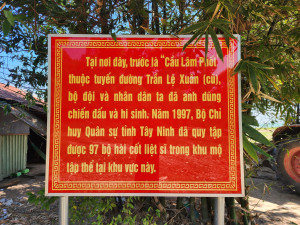 Tại nơi đây, trước là "Cầu Lâm Phót
thuộc tuyến đường Trần Lệ Xuân (cũ),
bộ đội và nhân dân ta đã anh dũng
chiến đấu và hi sinh. Năm 1997, Bộ Chỉ
huy Quân sự tỉnh Tây Ninh đã quy tập
được 97 bộ hài cốt liệt sĩ trong khu mộ
tập thể tại khu vực này.